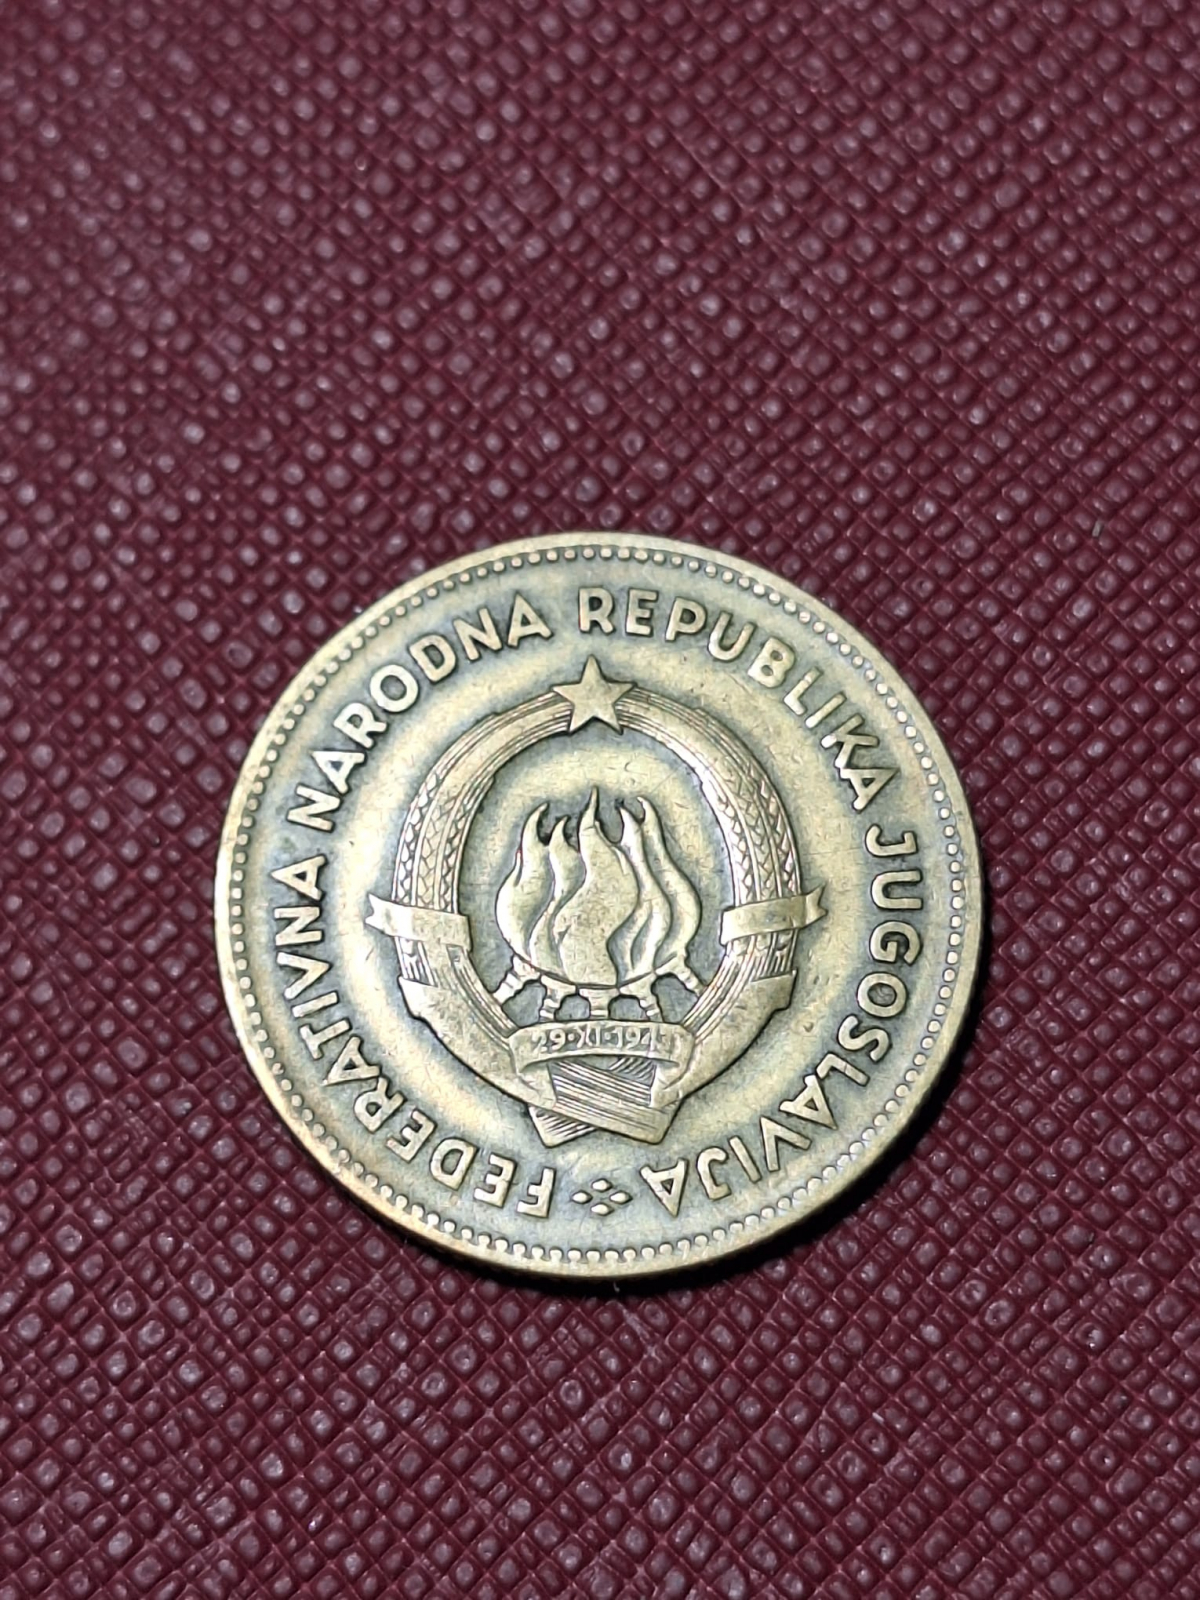 FEDERATIVNA NARODNA REPUBLIKA JUGOSLAVIJA
29·XI·1943